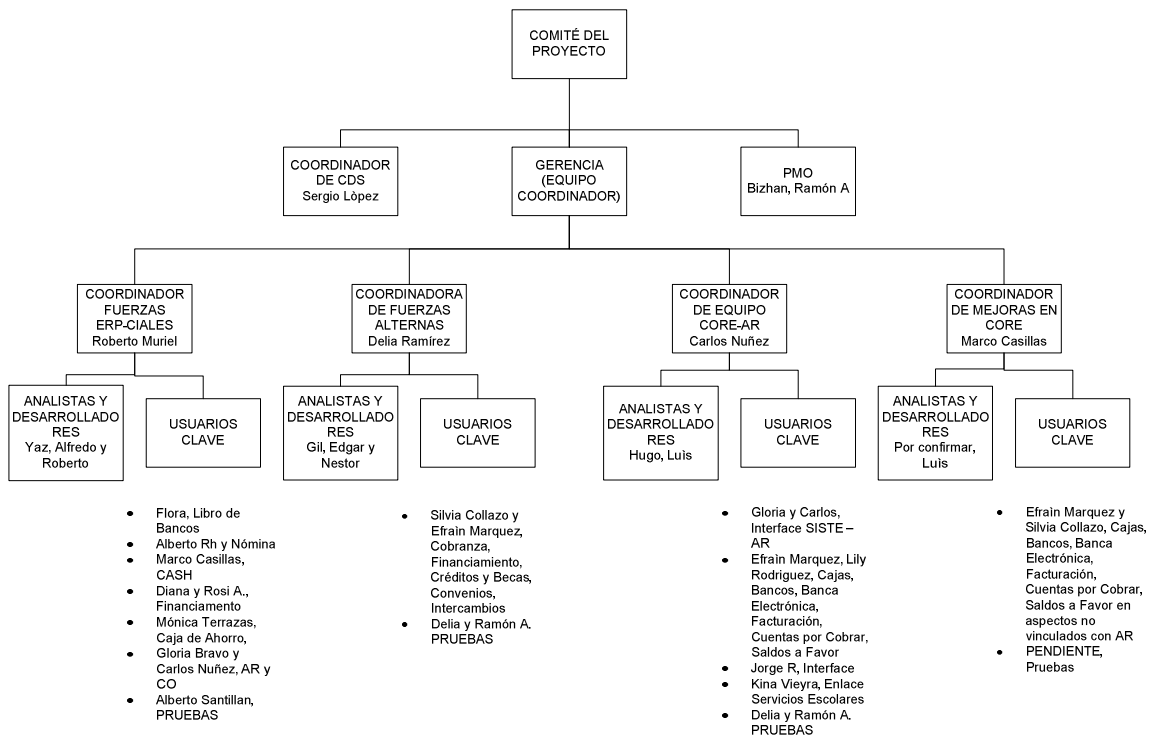 COMITÉ DEL
PROYECTO
COORDINADOR
DE CDS
Sergio Lòpez
GERENCIA
(EQUIPO
COORDINADOR)
PMO
Bizhan, Ramón A
COORDINADOR
FUERZAS
ERP-CIALES
Roberto Muriel
COORDINADORA
DE FUERZAS
ALTERNAS
Delia Ramírez
COORDINADOR
DE EQUIPO
CORE-AR
Carlos Nuñez
COORDINADOR
DE MEJORAS EN
CORE
Marco Casillas
ANALISTAS Y
DESARROLLADO
RES
Yaz, Alfredo y
Roberto
USUARIOS
CLAVE
ANALISTAS Y
DESARROLLADO
RES
Gil, Edgar y
Nestor
USUARIOS
CLAVE
ANALISTAS Y
DESARROLLADO
RES
Hugo, Luìs
USUARIOS
CLAVE
ANALISTAS Y
DESARROLLADO
RES
Por confirmar,
Luìs
USUARIOS
CLAVE
• Flora, Libro de
Bancos
• Alberto Rh y Nómina
• Marco Casillas,
CASH
• Diana y Rosi A.,
Financiamento
• Mónica Terrazas,
Caja de Ahorro,
• Gloria Bravo y
Carlos Nuñez, AR y
CO
• Alberto Santillan,
PRUEBAS
• Silvia Collazo y
Efraìn Marquez,
Cobranza,
Financiamiento,
Créditos y Becas,
Convenios,
Intercambios
• Delia y Ramón A.
PRUEBAS
• Gloria y Carlos,
Interface SISTE –
AR
• Efraìn Marquez, Lily
Rodriguez, Cajas,
Bancos, Banca
Electrónica,
Facturación,
Cuentas por Cobrar,
Saldos a Favor
• Jorge R, Interface
• Kina Vieyra, Enlace
Servicios Escolares
• Delia y Ramón A.
PRUEBAS
• Efraìn Marquez y
Silvia Collazo, Cajas,
Bancos, Banca
Electrónica,
Facturación,
Cuentas por Cobrar,
Saldos a Favor en
aspectos no
vinculados con AR
• PENDIENTE,
Pruebas